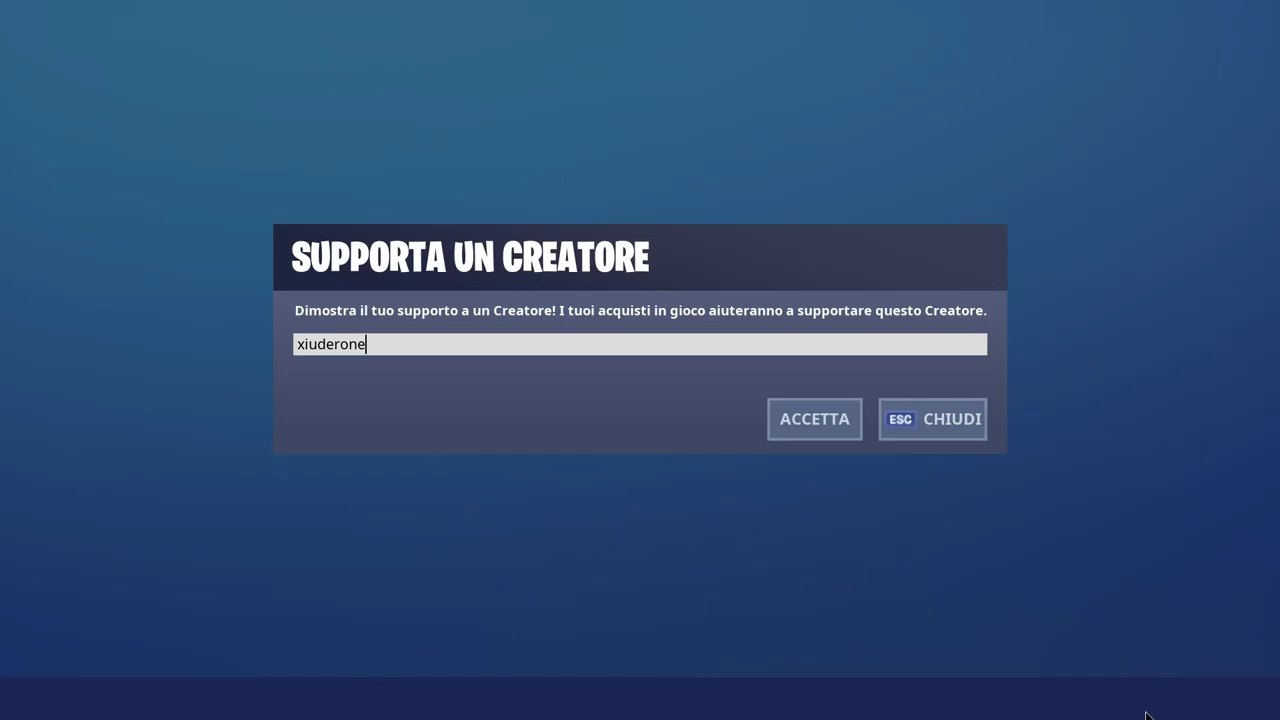 SUPPORTA UN CREATORE
Dimostra il tuo supporto a un Creatore! I tuoi acquisti in gioco aiuteranno a supportare questo Creatore.
xiuderone
ACCETTA
ESC CHIUDI